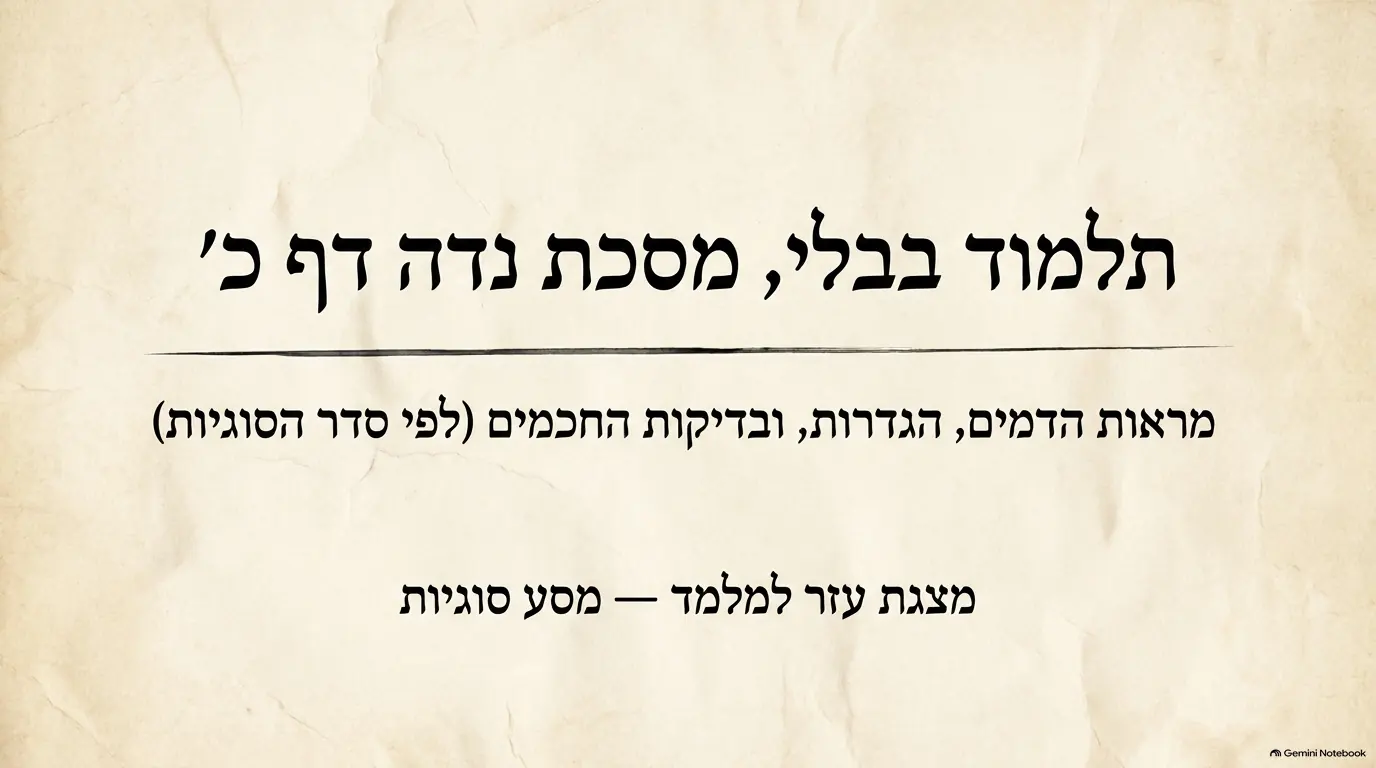 תלמוד בבלי, מסכת נדה דף כ'
מראות הדמים, הגדרות, ובדיקות החכמים (לפי סדר הסוגיות)
מצגת עזר למלמד — מסע סוגיות
Gemini Notebook